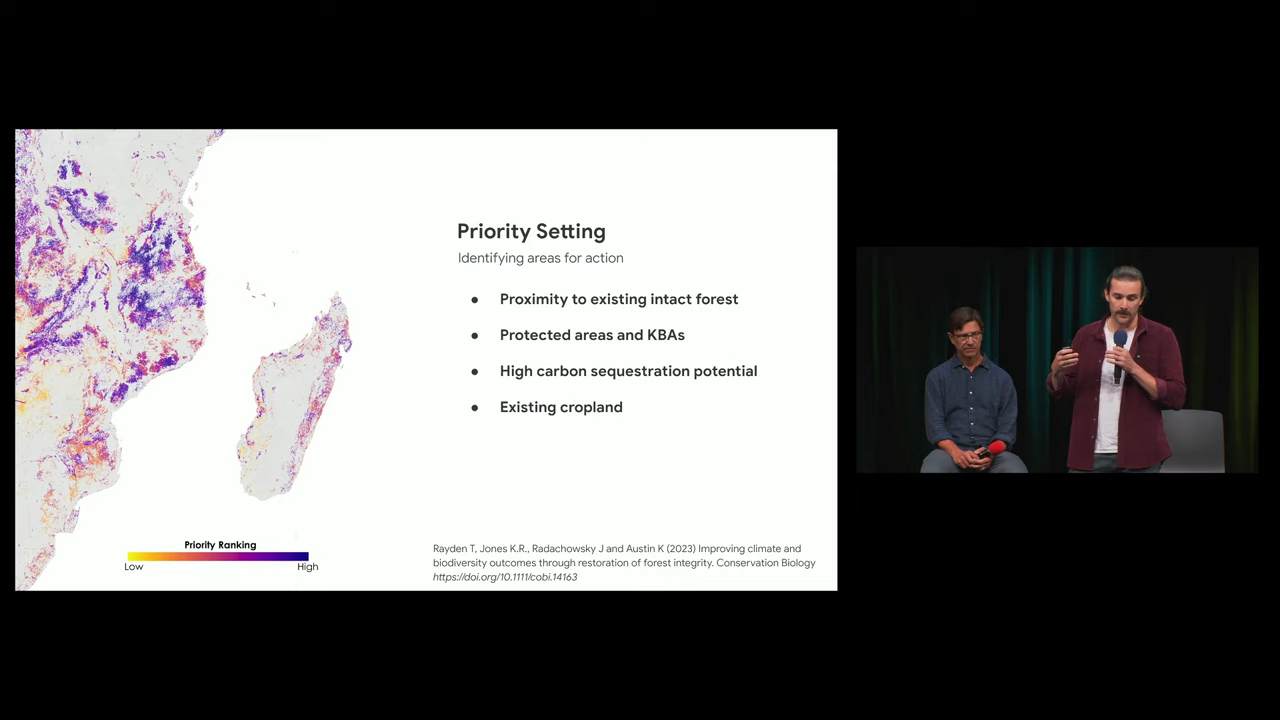 Priority Setting
Identifying areas for action
● Proximity to existing intact forest
● Protected areas and KBAs
● High carbon sequestration potential
● Existing cropland
Priority Ranking
Low High
Rayden T, Jones K.R., Radachowsky J and Austin K (2023) Improving climate and
biodiversity outcomes through restoration of forest integrity. Conservation Biology
https://doi.org/10.1111/cobi.14163